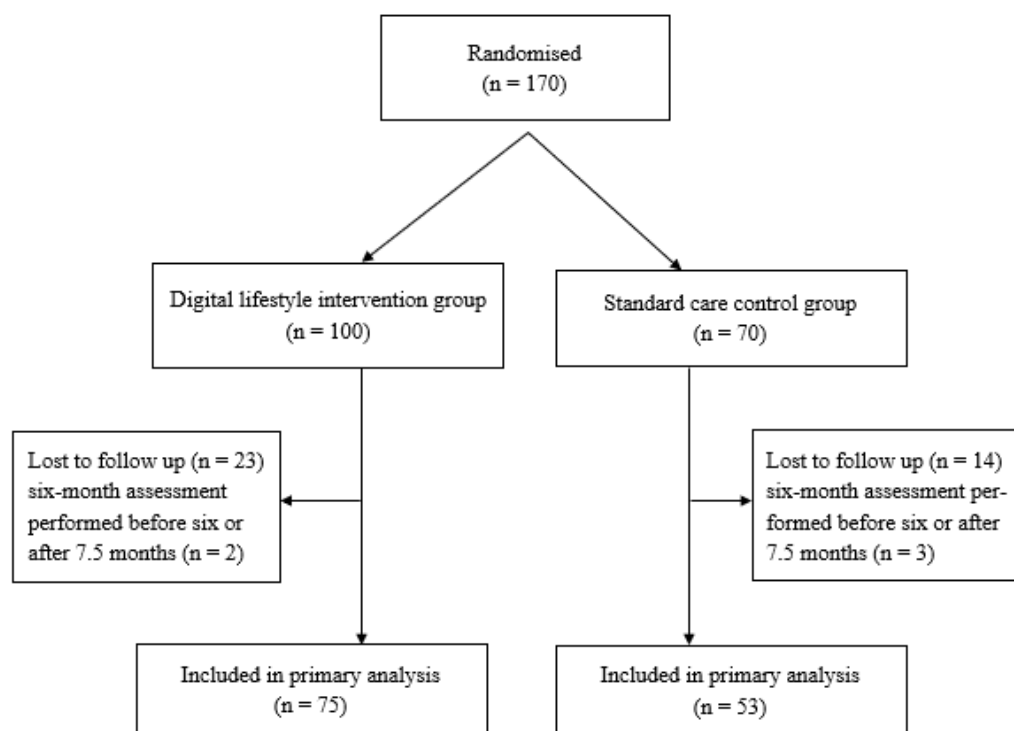 Randomised
(n = 170)
Digital lifestyle intervention group
(n = 100)
Standard care control group
(n = 70)
Lost to follow up (n = 23)
six-month assessment
performed before six or
after 7.5 months (n = 2)
Lost to follow up (n = 14)
six-month assessment per-
formed before six or after
7.5 months (n = 3)
Included in primary analysis
(n = 75)
Included in primary analysis
(n = 53)